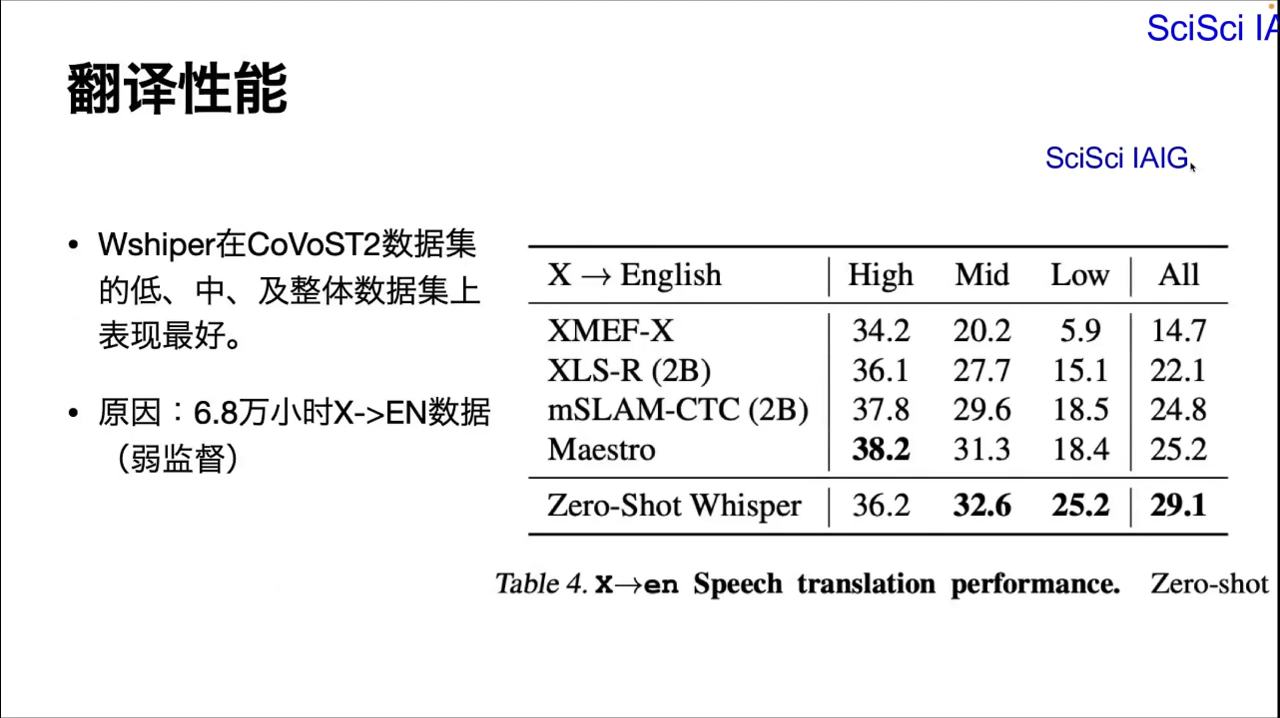 SciSci IA
翻译性能
SciSci IAIG
• Wshiper在CoVoST2数据集
的低、中、及整体数据集上
表现最好。
• 原因：6.8万小时X->EN数据
（弱监督）
X → English High Mid Low All
XMEF-X 34.2 20.2 5.9 14.7
XLS-R (2B) 36.1 27.7 15.1 22.1
mSLAM-CTC (2B) 37.8 29.6 18.5 24.8
Maestro 38.2 31.3 18.4 25.2
Zero-Shot Whisper 36.2 32.6 25.2 29.1
Table 4. X→en Speech translation performance. Zero-shot